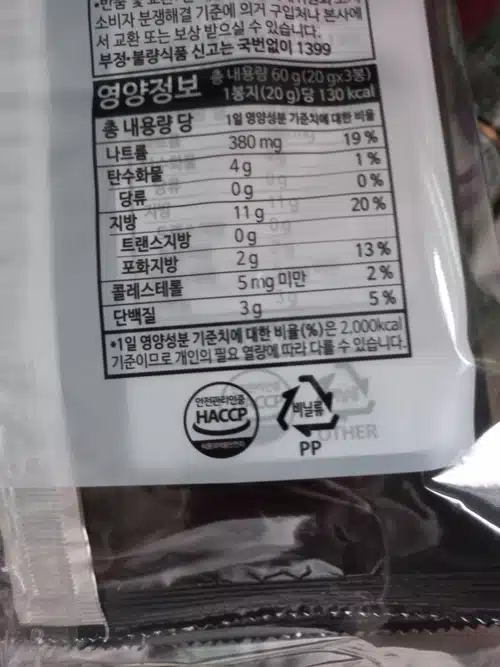 소비자 분쟁해결 기준에 의거 구입처나 본사에
서 교환 또는 보상 받으실 수 있습니다.
부정·불량식품 신고는 국번없이 1399
영양정보
총 내용량 60 g(20 g×3봉)
1봉지(20 g)당 130 kcal
총 내용량 당 1일 영양성분 기준치에 대한 비율
나트륨 380 mg 19 %
탄수화물 4 g 1 %
당류 0 g 0 %
지방 11 g 20 %
트랜스지방 0 g
포화지방 2 g 13 %
콜레스테롤 5 mg 미만 2 %
단백질 3 g 5 %
*1일 영양성분 기준치에 대한 비율(%)은 2,000kcal
기준이므로 개인의 필요 열량에 따라 다를 수 있습니다.
안전관리인증
HACCP
비닐류
PP
OTHER